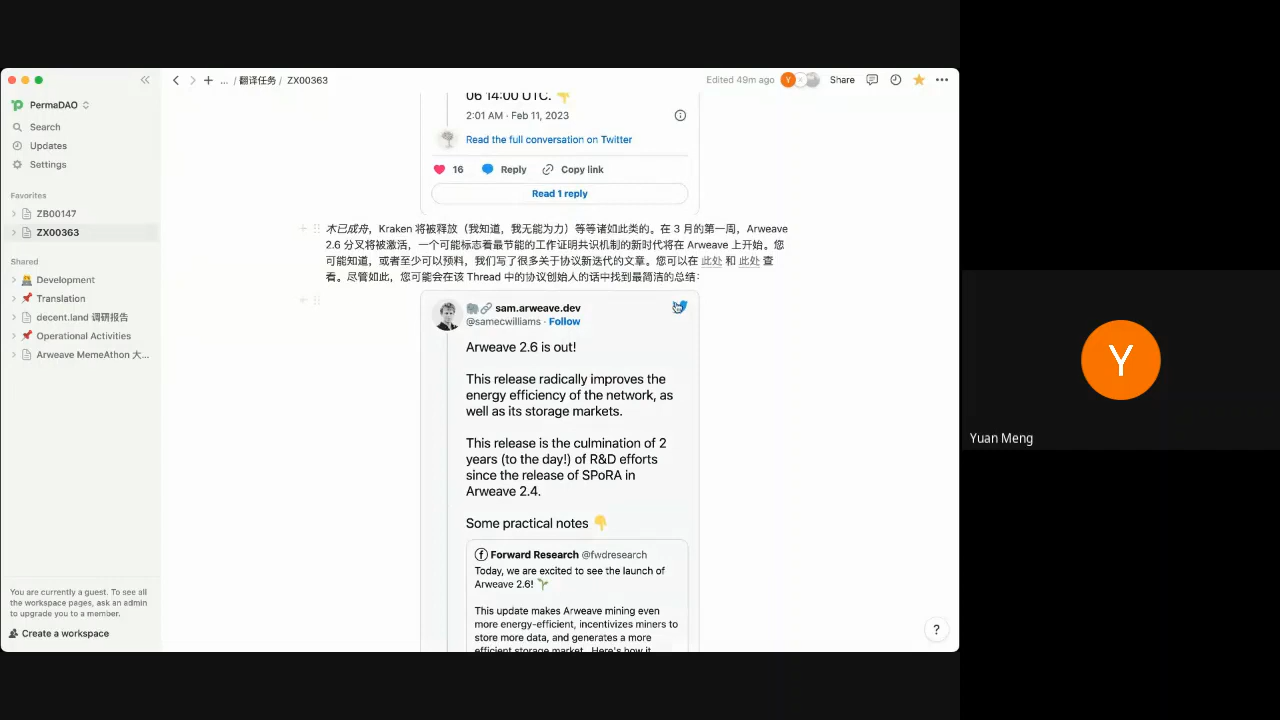 PermaDAO
Search
Updates
Settings
Favorites
ZB00147
ZX00363
Shared
Development
Translation
decent.land 调研报告
Operational Activities
Arweave MemeAthon 大...
You are currently a guest. To see all
the workspace pages, ask an admin
to upgrade you to a member.
Create a workspace
... / 翻译任务 / ZX00363
Edited 49m ago
Y
Share
06 14:00 UTC. 👇
2:01 AM · Feb 11, 2023
Read the full conversation on Twitter
16 Reply Copy link
Read 1 reply
木已成舟，Kraken 将被释放（我知道，我无能为力）等等诸如此类的。在 3 月的第一周，Arweave
2.6 分叉将被激活，一个可能标志着最节能的工作证明共识机制的新时代将在 Arweave 上开始。您
可能知道，或者至少可以预料，我们写了很多关于协议新迭代的文章。您可以在 此处 和 此处 查
看。尽管如此，您可能会在该 Thread 中的协议创始人的话中找到最简洁的总结：
🐘🔗 sam.arweave.dev
@samecwilliams · Follow
Arweave 2.6 is out!
This release radically improves the
energy efficiency of the network, as
well as its storage markets.
This release is the culmination of 2
years (to the day!) of R&D efforts
since the release of SPoRA in
Arweave 2.4.
Some practical notes 👇
Forward Research @fwdresearch
Today, we are excited to see the launch of
Arweave 2.6! 🌱
This update makes Arweave mining even
more energy-efficient, incentivizes miners to
store more data, and generates a more
efficient storage market. Here's how it
?
Y
Yuan Meng